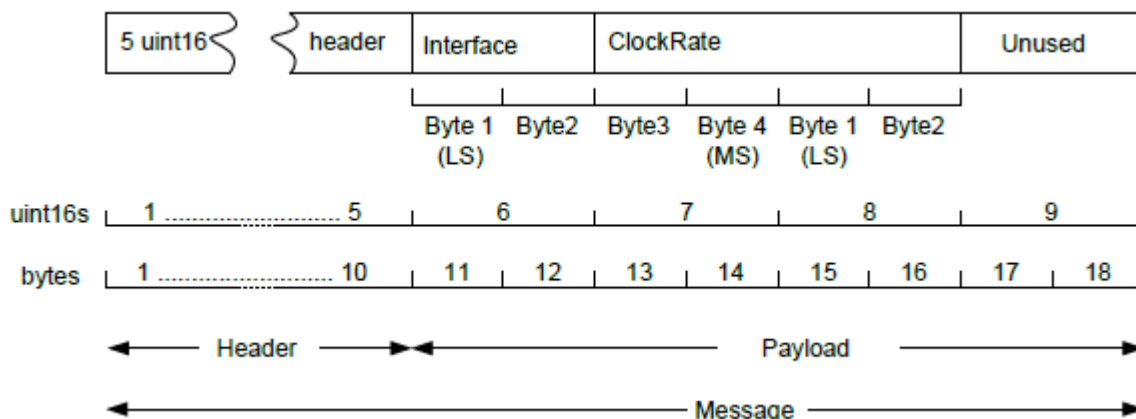 5 uint16 header Interface ClockRate Unused
Byte 1 Byte2 Byte3 Byte 4 Byte 1 Byte2
(LS) (MS) (LS)
uint16s 1 5 6 7 8 9
bytes 1 10 11 12 13 14 15 16 17 18
Header Payload
Message